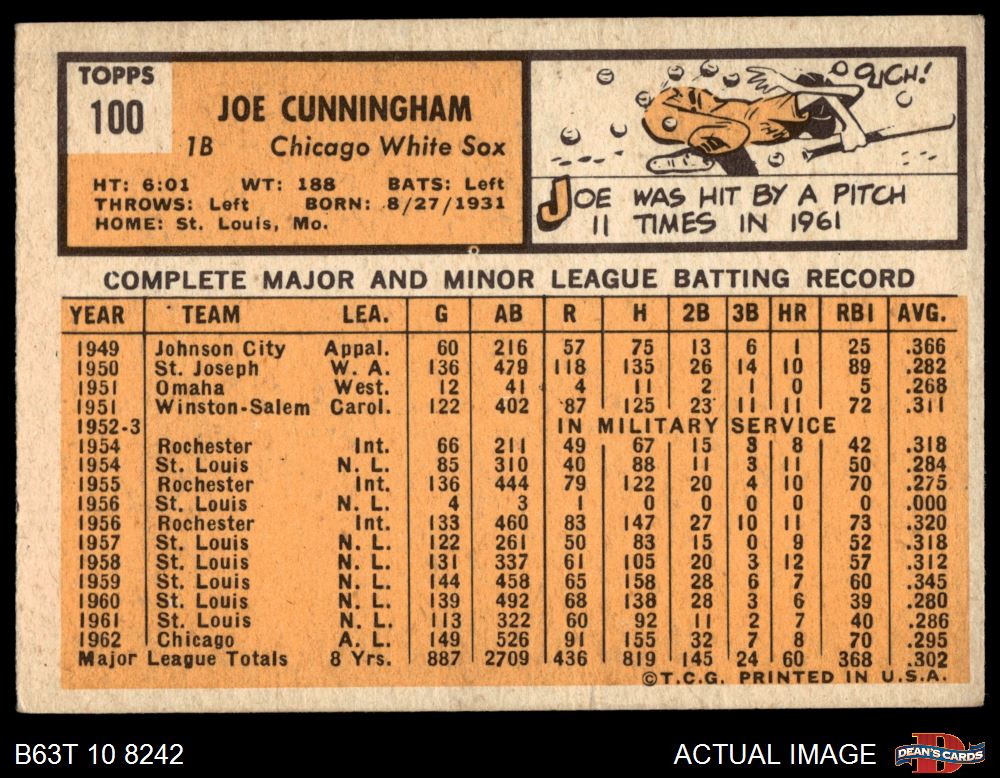 TOPPS
100
JOE CUNNINGHAM
1B Chicago White Sox
HT: 6:01 WT: 188 BATS: Left
THROWS: Left BORN: 8/27/1931
HOME: St. Louis, Mo.
OUCH!
JOE WAS HIT BY A PITCH
11 TIMES IN 1961
COMPLETE MAJOR AND MINOR LEAGUE BATTING RECORD
YEAR TEAM LEA. G AB R H 2B 3B HR RBI AVG.
1949 Johnson City Appal. 60 216 57 75 13 6 1 25 .366
1950 St. Joseph W. A. 136 479 118 135 26 14 10 89 .282
1951 Omaha West. 12 41 4 11 2 1 0 5 .268
1951 Winston-Salem Carol. 122 402 87 125 23 11 11 72 .311
1952-3 IN MILITARY SERVICE
1954 Rochester Int. 66 211 49 67 15 3 8 42 .318
1954 St. Louis N. L. 85 310 40 88 11 3 11 50 .284
1955 Rochester Int. 136 444 79 122 20 4 10 70 .275
1956 St. Louis N. L. 4 3 1 0 0 0 0 0 .000
1956 Rochester Int. 133 460 83 147 27 10 11 73 .320
1957 St. Louis N. L. 122 261 50 83 15 0 9 52 .318
1958 St. Louis N. L. 131 337 61 105 20 3 12 57 .312
1959 St. Louis N. L. 144 458 65 158 28 6 7 60 .345
1960 St. Louis N. L. 139 492 68 138 28 3 6 39 .280
1961 St. Louis N. L. 113 322 60 92 11 2 7 40 .286
1962 Chicago A. L. 149 526 91 155 32 7 8 70 .295
Major League Totals 8 Yrs. 887 2709 436 819 145 24 60 368 .302
©T.C.G. PRINTED IN U.S.A.
B63T 10 8242 ACTUAL IMAGE DEAN'S CARDS